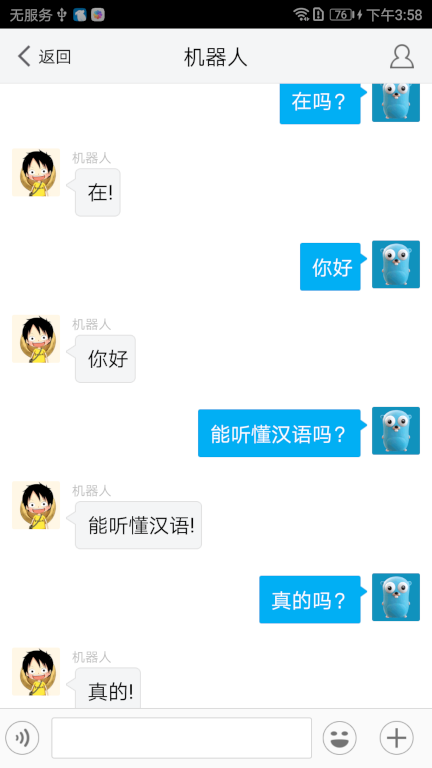 无服务 76 下午3:58
返回 机器人
在吗？
机器人
在!
你好
机器人
你好
能听懂汉语吗？
机器人
能听懂汉语!
真的吗？
机器人
真的!